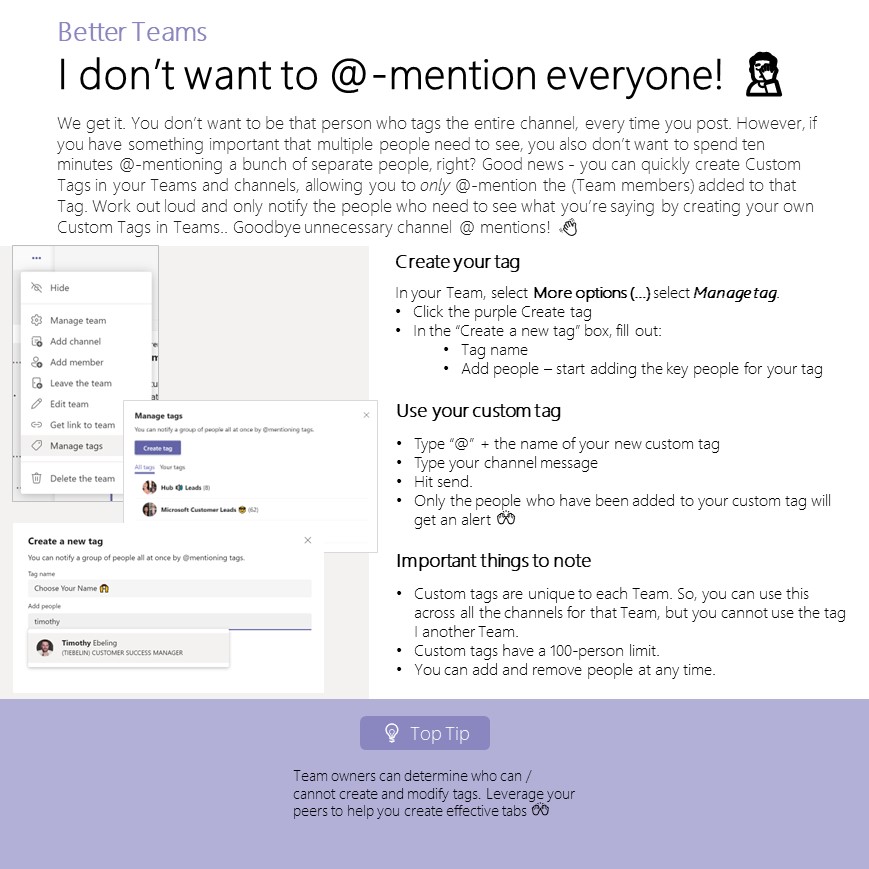 Better Teams
I don't want to @-mention everyone!
We get it. You don't want to be that person who tags the entire channel, every time you post. However, if
you have something important that multiple people need to see, you also don't want to spend ten
minutes @-mentioning a bunch of separate people, right? Good news - you can quickly create Custom
Tags in your Teams and channels, allowing you to only @-mention the (Team members) added to that
Tag. Work out loud and only notify the people who need to see what you're saying by creating your own
Custom Tags in Teams.. Goodbye unnecessary channel @ mentions! 👋
...
Hide
Manage team
Add channel
Add member
Leave the team
Edit team
Get link to team
Manage tags
Delete the team
Manage tags
You can notify a group of people all at once by @mentioning tags.
Create tag
All tags Your tags
Hub Leads (8)
Microsoft Customer Leads 😎 (62)
Create a new tag
You can notify a group of people all at once by @mentioning tags.
Tag name
Choose Your Name
Add people
timothy
Timothy Ebeling
(TIEBELIN) CUSTOMER SUCCESS MANAGER
Create your tag
In your Team, select More options (...) select Manage tag.
• Click the purple Create tag
• In the "Create a new tag" box, fill out:
• Tag name
• Add people – start adding the key people for your tag
Use your custom tag
• Type "@" + the name of your new custom tag
• Type your channel message
• Hit send.
• Only the people who have been added to your custom tag will
get an alert
Important things to note
• Custom tags are unique to each Team. So, you can use this
across all the channels for that Team, but you cannot use the tag
I another Team.
• Custom tags have a 100-person limit.
• You can add and remove people at any time.
Top Tip
Team owners can determine who can /
cannot create and modify tags. Leverage your
peers to help you create effective tabs